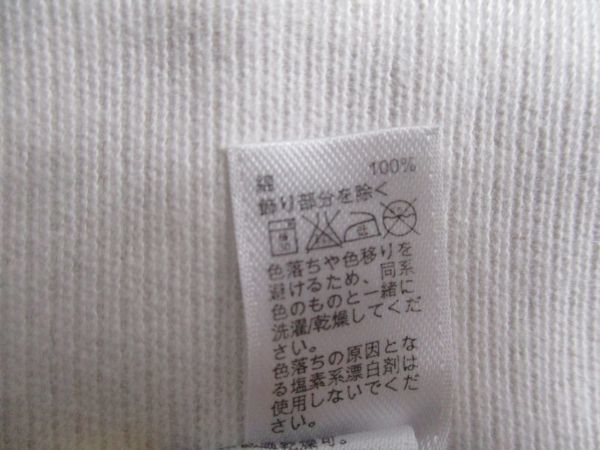 綿 100%
飾り部分を除く
色落ちや色移りを
避けるため、同系
色のものと一緒に
洗濯/乾燥してくだ
さい。
色落ちの原因とな
る塩素系漂白剤は
使用しないでくだ
さい。
乾燥可。